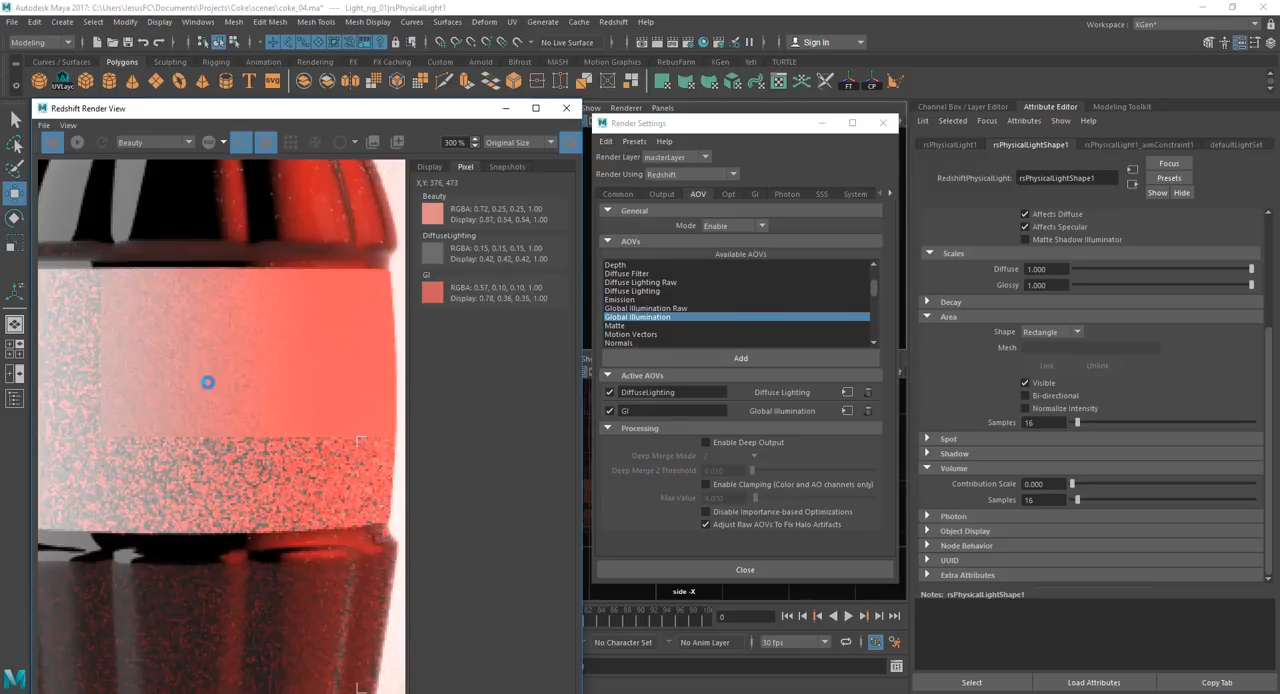 Autodesk Maya 2017: C:\Users\JesusFC\Documents\Projects\Coke\scenes\coke_04.ma* --- Light_rig_01|rsPhysicalLight1
File Edit Create Select Modify Display Windows Mesh Edit Mesh Mesh Tools Mesh Display Curves Surfaces Deform UV Generate Cache Redshift Help
Workspace : XGen*
Modeling No Live Surface Sign In
Curves / Surfaces Polygons Sculpting Rigging Animation Rendering FX FX Caching Custom Arnold Bifrost MASH Motion Graphics RebusFarm XGen Yeti TURTLE
UVLayc T SVG FT CP
Redshift Render View
File View
Beauty 300 % Original Size
Display Pixel Snapshots
X,Y: 376, 473
Beauty
RGBA: 0.72, 0.25, 0.25, 1.00
Display: 0.87, 0.54, 0.54, 1.00
DiffuseLighting
RGBA: 0.15, 0.15, 0.15, 1.00
Display: 0.42, 0.42, 0.42, 1.00
GI
RGBA: 0.57, 0.10, 0.10, 1.00
Display: 0.78, 0.36, 0.35, 1.00
Show Renderer Panels
Render Settings
Edit Presets Help
Render Layer masterLayer
Render Using Redshift
Common Output AOV Opt GI Photon SSS System
General
Mode Enable
AOVs
Available AOVs
Depth
Diffuse Filter
Diffuse Lighting Raw
Diffuse Lighting
Emission
Global Illumination Raw
Global Illumination
Matte
Motion Vectors
Normals
Add
Active AOVs
DiffuseLighting Diffuse Lighting
GI Global Illumination
Processing
Enable Deep Output
Deep Merge Mode Z
Deep Merge Z Threshold
Enable Clamping (Color and AO channels only)
Max Value
Disable Importance-based Optimizations
Adjust Raw AOVs To Fix Halo Artifacts
Close
side -X
82 84 86 88 90 92 94 96 98 0
No Character Set No Anim Layer 30 fps
Channel Box / Layer Editor Attribute Editor Modeling Toolkit
List Selected Focus Attributes Show Help
rsPhysicalLight1 rsPhysicalLightShape1 rsPhysicalLight1_aimConstraint1 defaultLightSet
Focus
RedshiftPhysicalLight: rsPhysicalLightShape1 Presets
Show Hide
Affects Diffuse
Affects Specular
Matte Shadow Illuminator
Scales
Diffuse 1.000
Glossy 1.000
Decay
Area
Shape Rectangle
Mesh
Link Unlink
Visible
Bi-directional
Normalize Intensity
Samples 16
Spot
Shadow
Volume
Contribution Scale 0.000
Samples 16
Photon
Object Display
Node Behavior
UUID
Extra Attributes
Notes: rsPhysicalLightShape1
Select Load Attributes Copy Tab